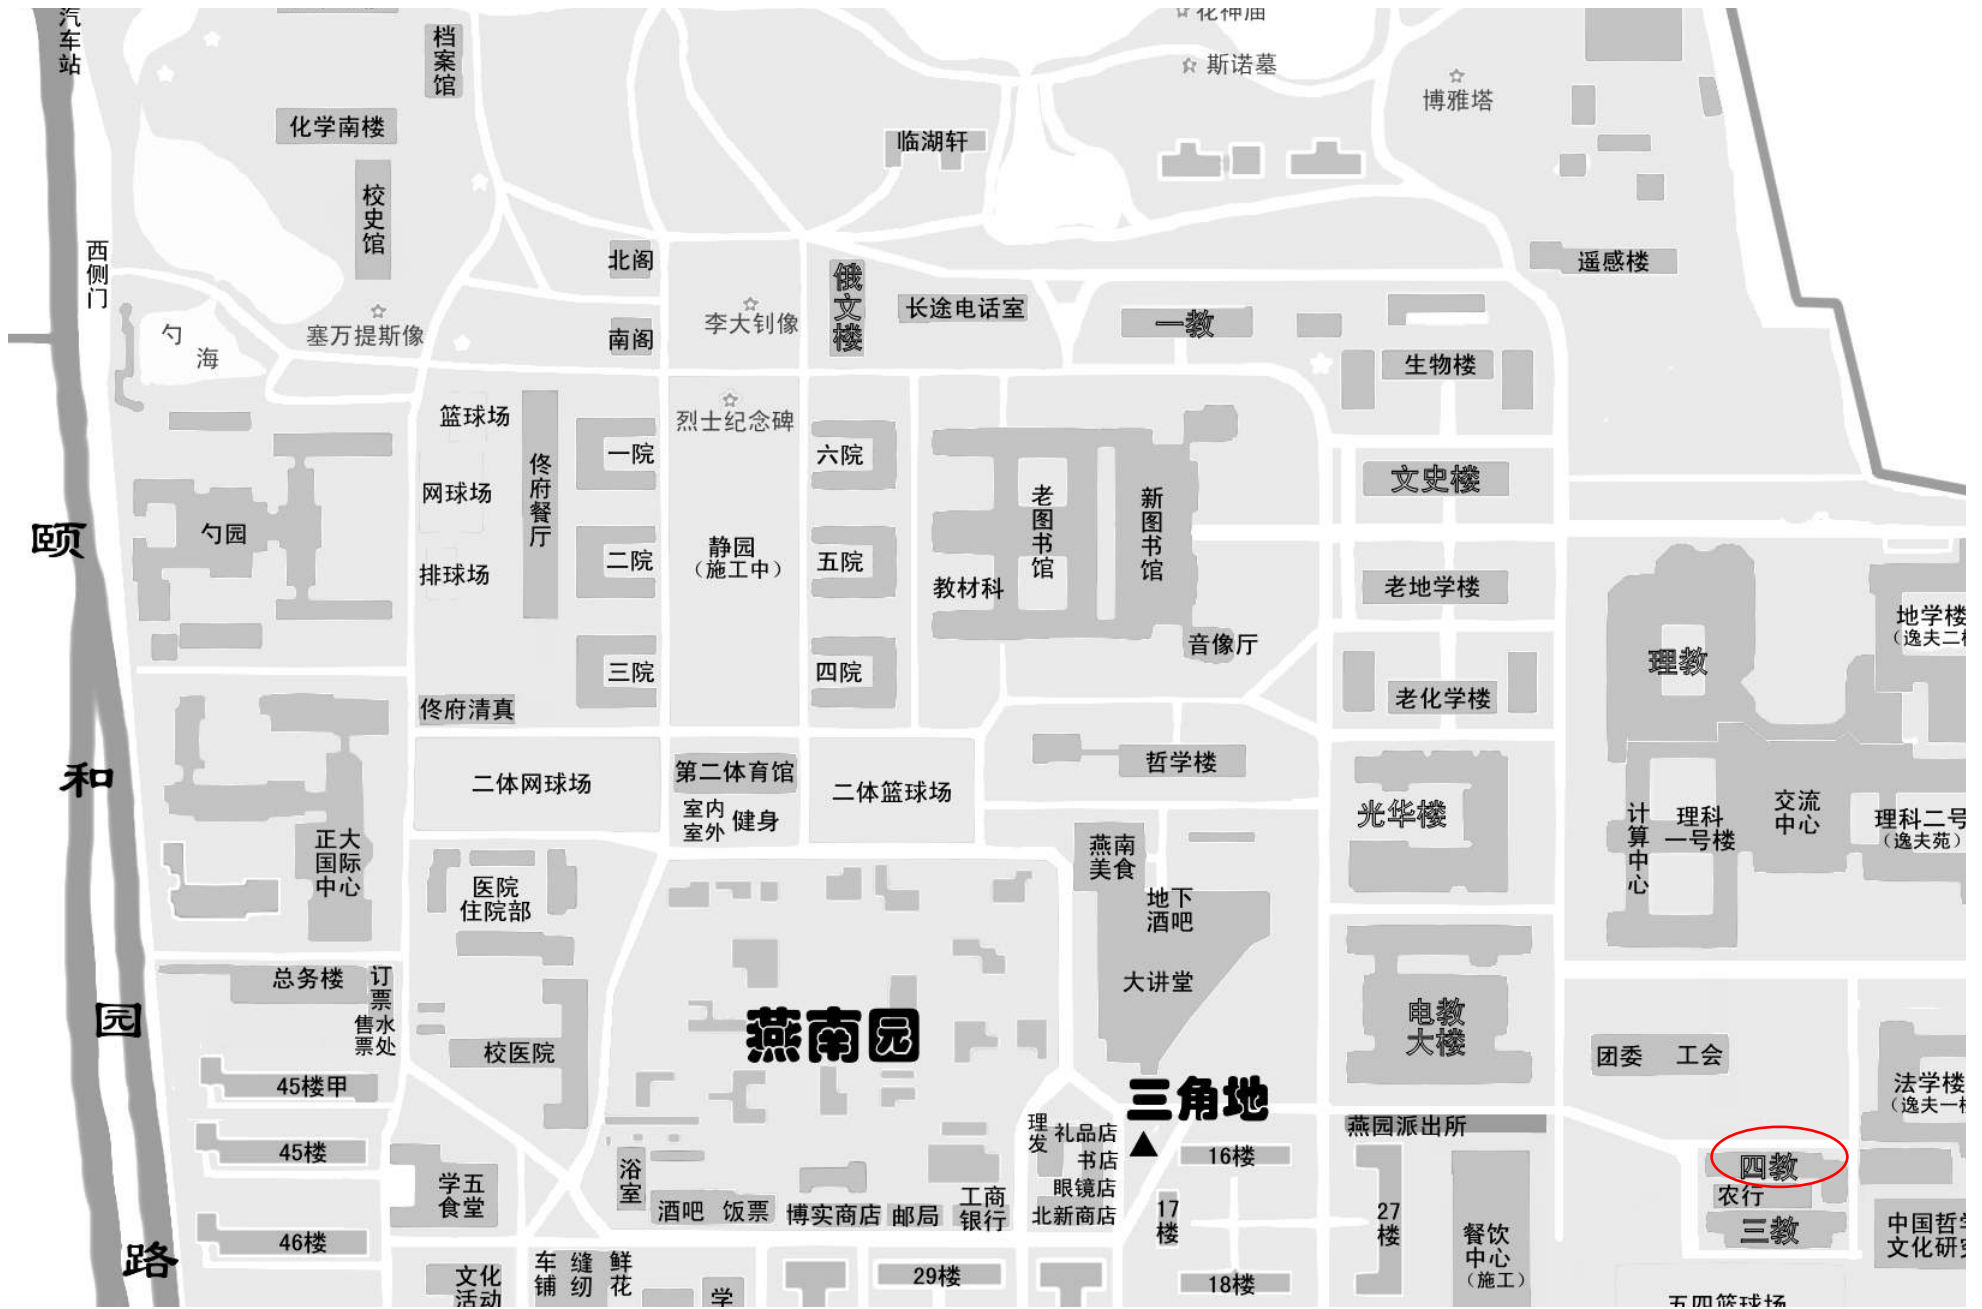 汽车站
档案馆
花神庙
斯诺墓
博雅塔
化学南楼
临湖轩
校史馆
西侧门
北阁
俄文楼
遥感楼
长途电话室
李大钊像
一教
勺海
塞万提斯像
南阁
生物楼
篮球场
烈士纪念碑
一院
六院
佟府餐厅
网球场
文史楼
老图书馆
新图书馆
颐和园路
勺园
静园
(施工中)
二院
五院
排球场
教材科
老地学楼
地学楼
(逸夫二
音像厅
理教
三院
四院
佟府清真
老化学楼
哲学楼
第二体育馆
二体网球场
二体篮球场
室内
室外
健身
光华楼
计算中心
理科
一号楼
交流
中心
理科二号
(逸夫苑)
正大
国际
中心
燕南
美食
医院
住院部
地下
酒吧
总务楼
订票
售票
水处
大讲堂
电教
大楼
燕南园
校医院
团委
工会
45楼甲
法学楼
(逸夫一
三角地
理发
礼品店
书店
眼镜店
北新商店
燕园派出所
45楼
16楼
四教
学五
食堂
浴室
酒吧
饭票
博实商店
邮局
工商
银行
17楼
27楼
农行
三教
46楼
餐饮
中心
(施工)
中国哲学
文化研究
文化
活动
车铺
缝纫
鲜花
学
29楼
18楼
五四篮球场